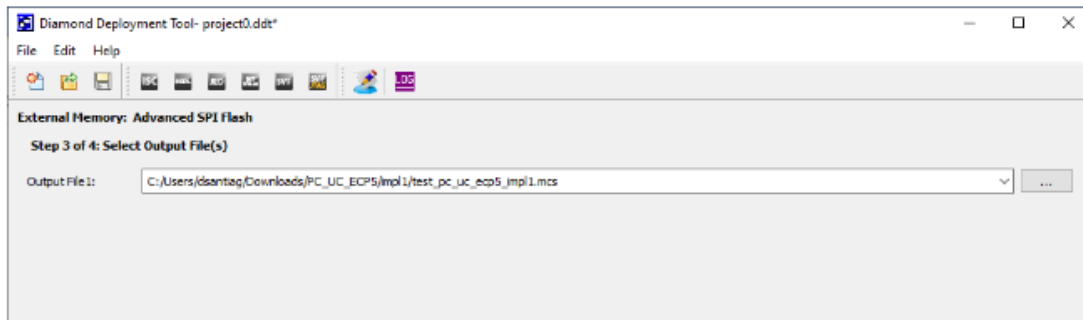 Diamond Deployment Tool- project0.ddt*
File Edit Help
LOG
External Memory: Advanced SPI Flash
Step 3 of 4: Select Output File(s)
Output File 1: C:/Users/dsantiag/Downloads/PC_UC_ECP5/impl1/test_pc_uc_ecp5_impl1.mcs ...